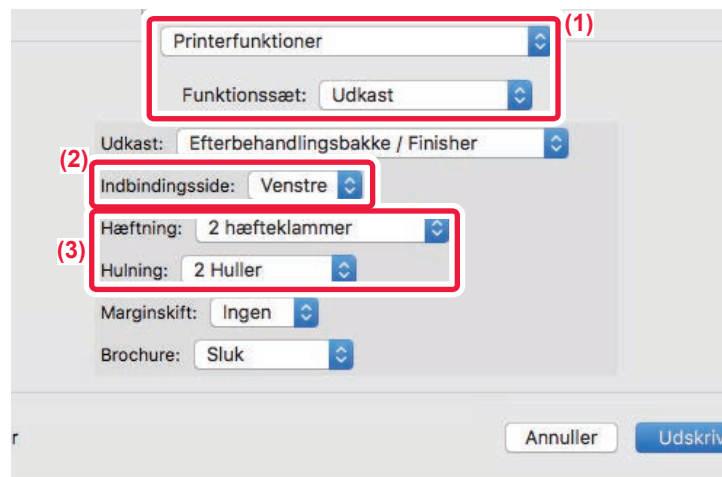 (1)
Printerfunktioner
Funktionssæt: Udkast
Udkast: Efterbehandlingsbakke / Finisher
(2)
Indbindingsside: Venstre
Hæftning: 2 hæfteklammer
(3)
Hulning: 2 Huller
Marginskift: Ingen
Brochure: Sluk
r Annuller Udskriv